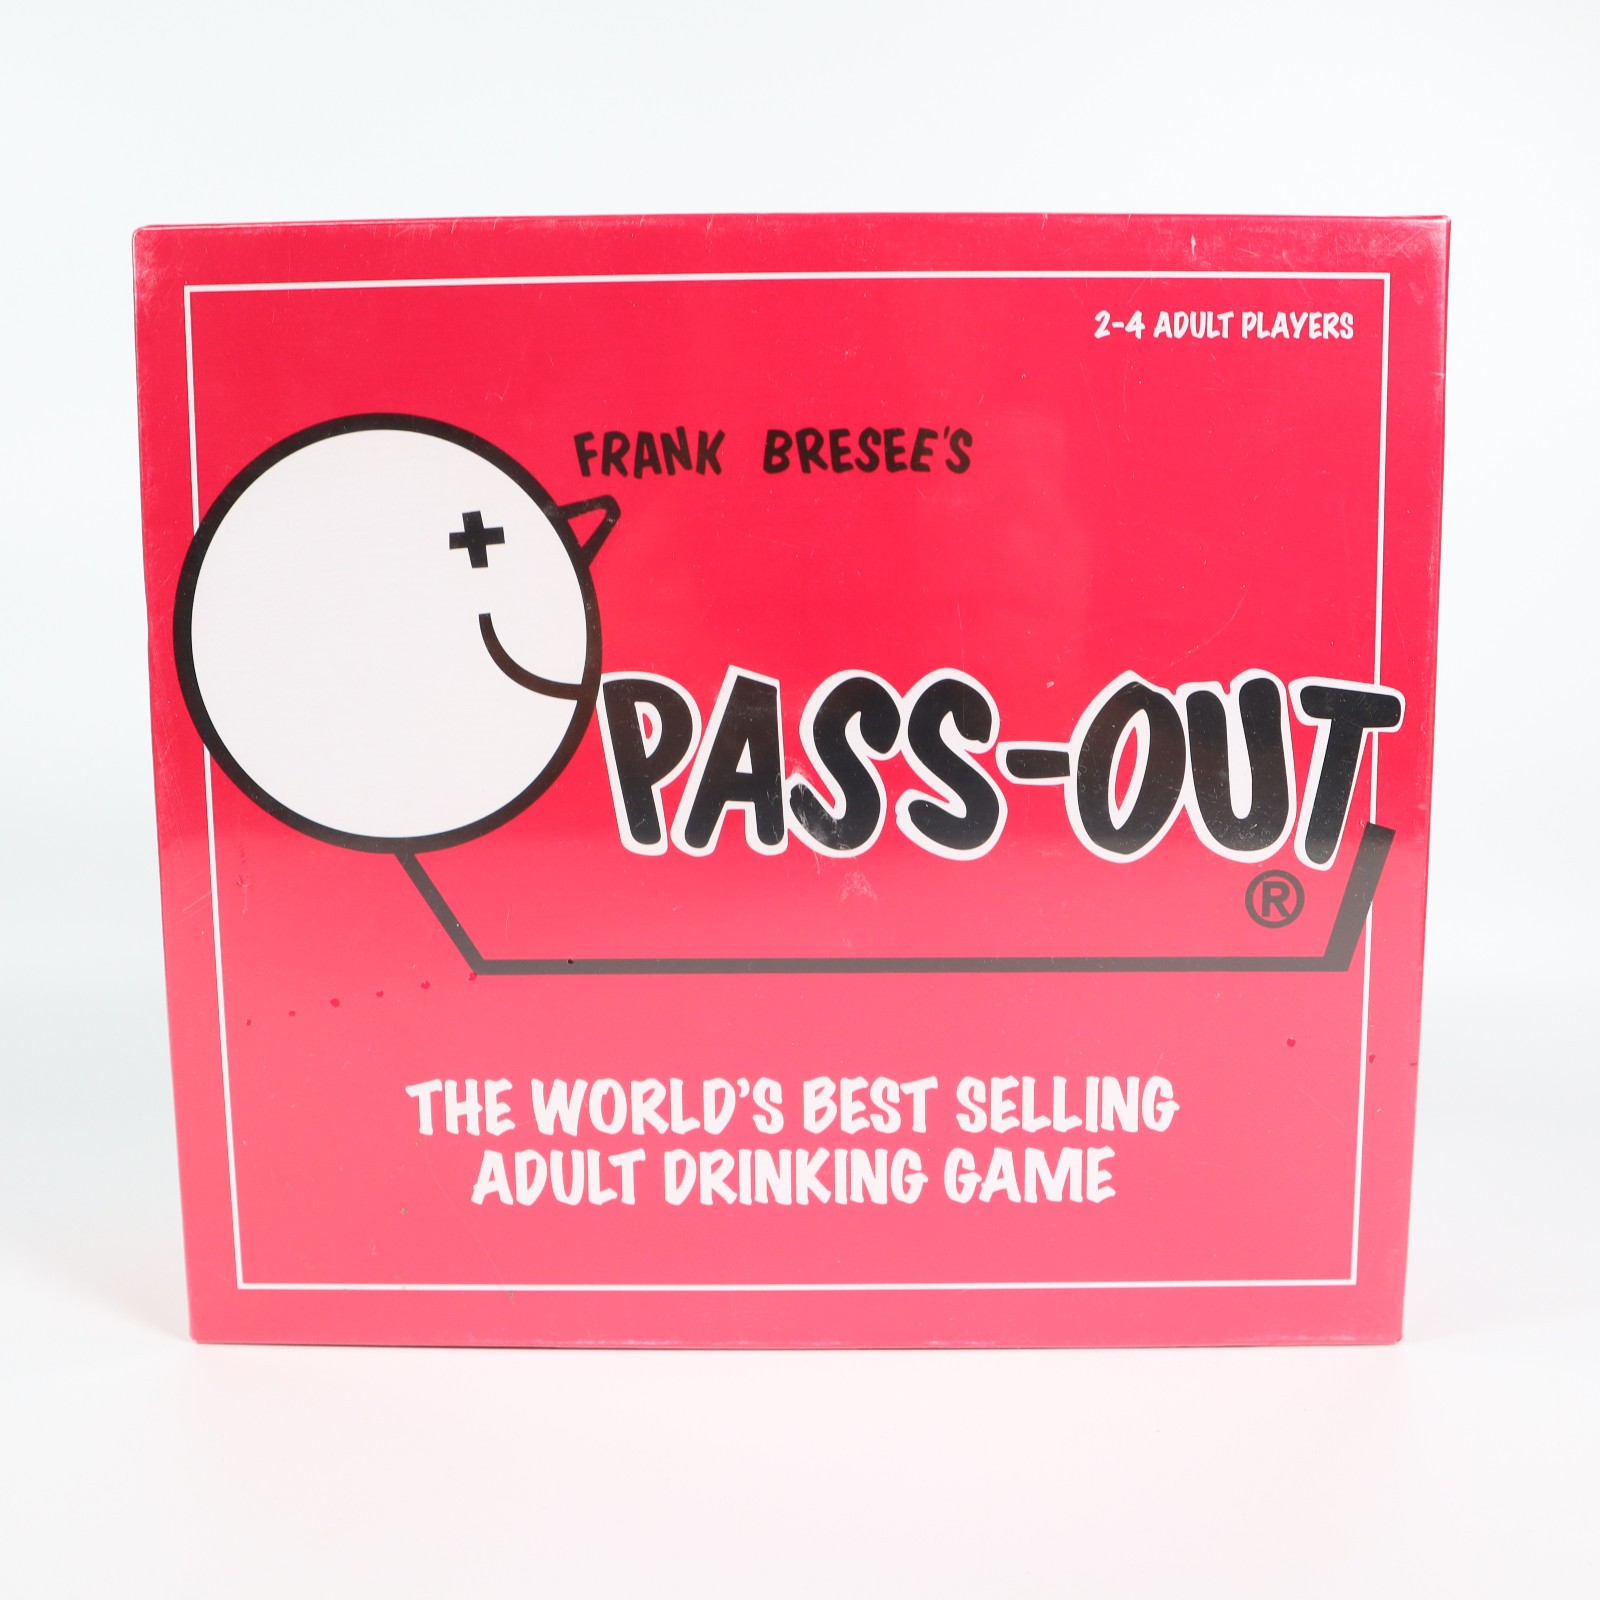 2-4 ADULT PLAYERS
FRANK BRESEE'S
PASS-OUT
®
THE WORLD'S BEST SELLING
ADULT DRINKING GAME